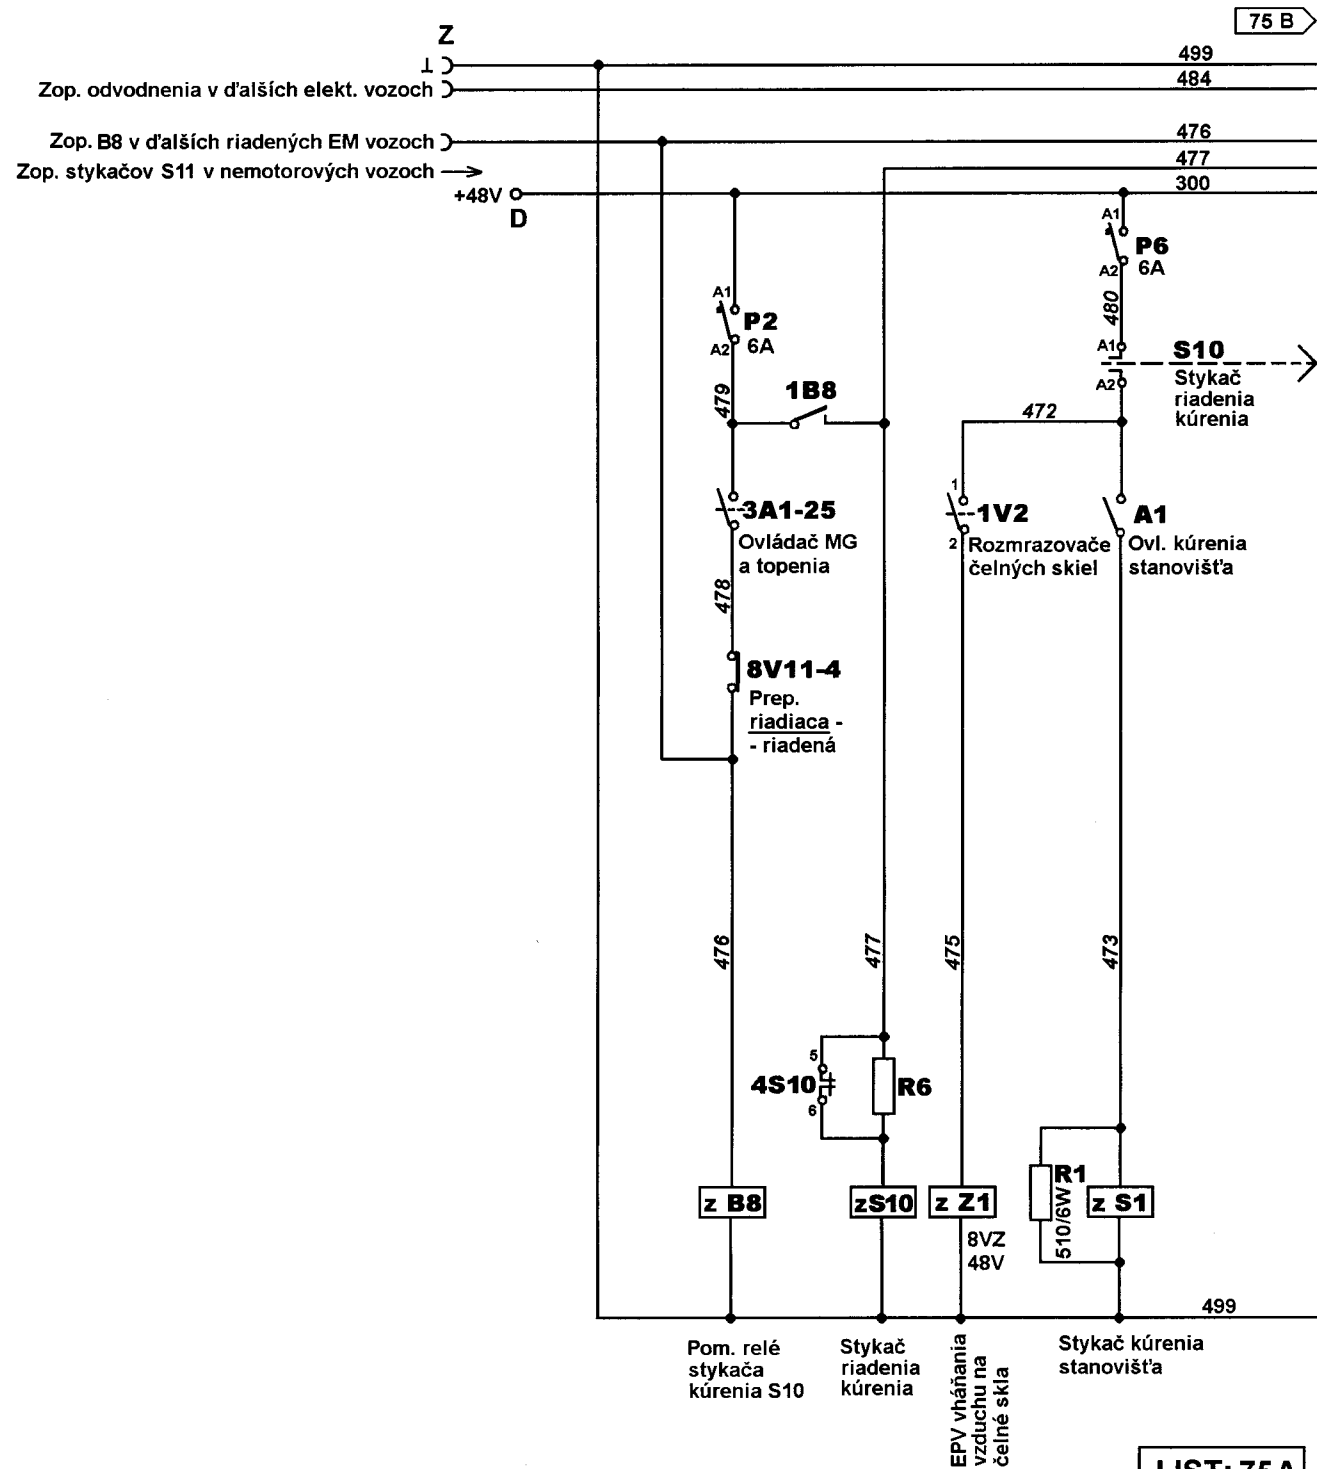 75 B
Z
499
Zop. odvodnenia v ďalších elekt. vozoch
484
Zop. B8 v ďalších riadených EM vozoch
476
Zop. stykačov S11 v nemotorových vozoch
477
+48V
300
D
A1
P6
A2
6A
480
A1
P2
A2
6A
A1
S10
A2
Stykač
riadenia
kúrenia
479
1B8
472
1
3A1-25
1V2
A1
Ovládač MG
a topenia
2
Rozmrazovače
čelných skiel
Ovl. kúrenia
stanovišťa
478
8V11-4
Prep.
riadiaca -
- riadená
476
477
475
473
5
4S10
6
R6
R1
510/6W
z B8
zS10
z Z1
z S1
8VZ
48V
499
Pom. relé
stykača
kúrenia S10
Stykač
riadenia
kúrenia
EPV vháňania
vzduchu na
čelné skla
Stykač kúrenia
stanovišťa
LIST: 75A